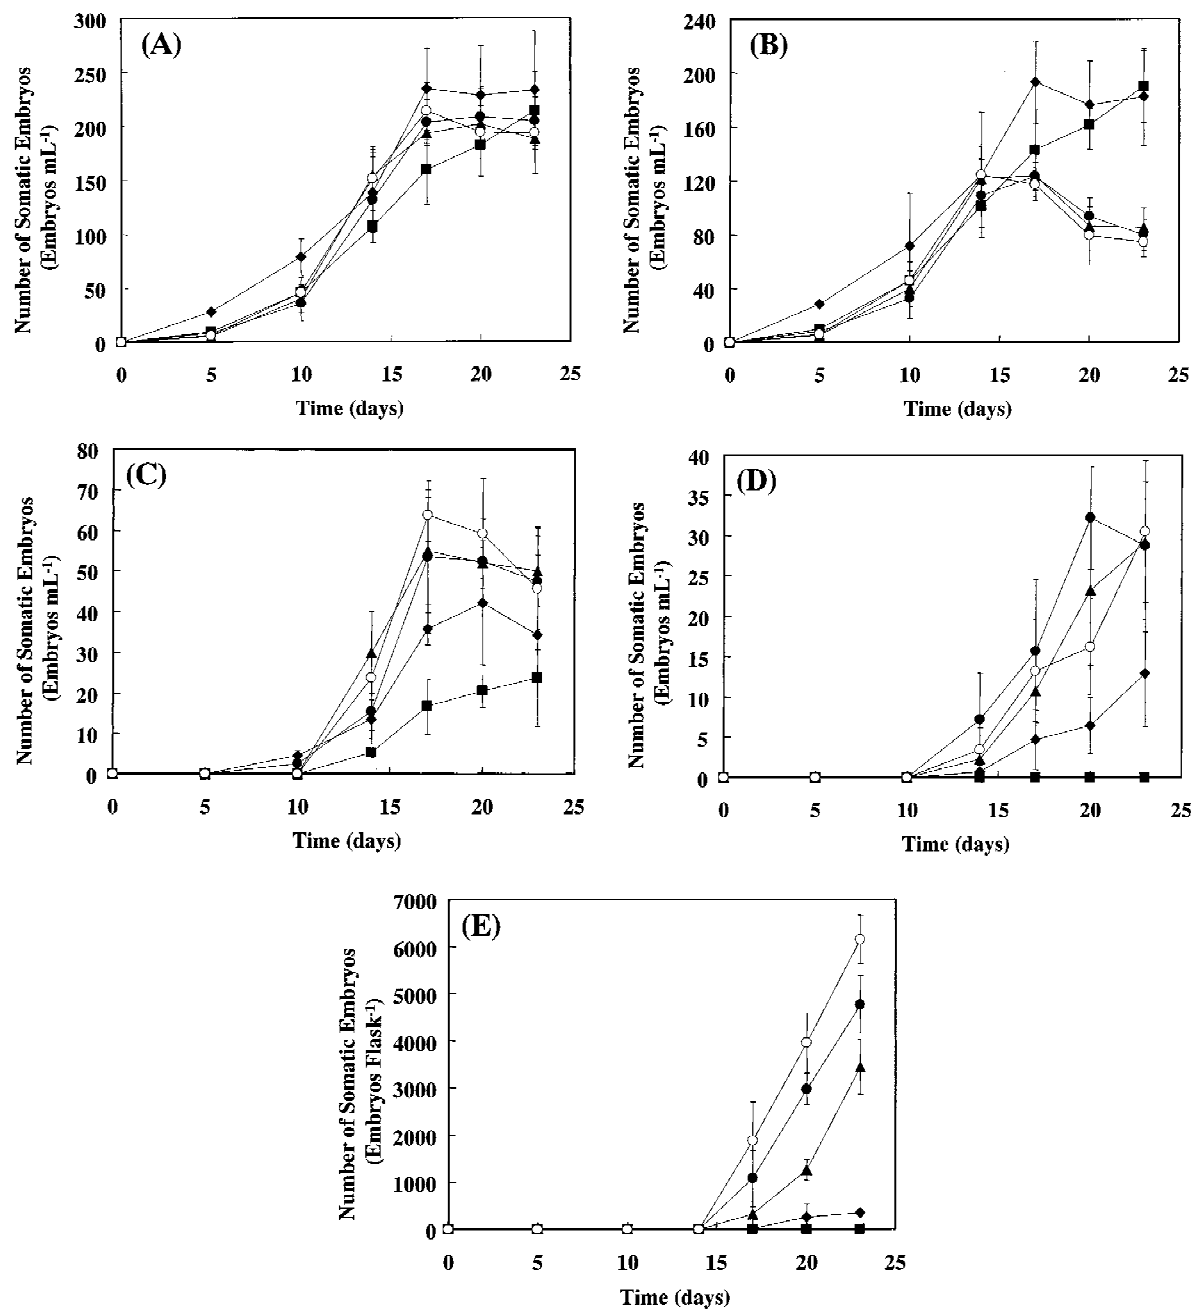 (A)
Number of Somatic Embryos
(Embryos mL-1)
300
250
200
150
100
50
0
0 5 10 15 20 25
Time (days)
(B)
Number of Somatic Embryos
(Embryos mL-1)
240
200
160
120
80
40
0
0 5 10 15 20 25
Time (days)
(C)
Number of Somatic Embryos
(Embryos mL-1)
80
70
60
50
40
30
20
10
0
0 5 10 15 20 25
Time (days)
(D)
Number of Somatic Embryos
(Embryos mL-1)
40
35
30
25
20
15
10
5
0
0 5 10 15 20 25
Time (days)
(E)
Number of Somatic Embryos
(Embryos Flask-1)
7000
6000
5000
4000
3000
2000
1000
0
0 5 10 15 20 25
Time (days)